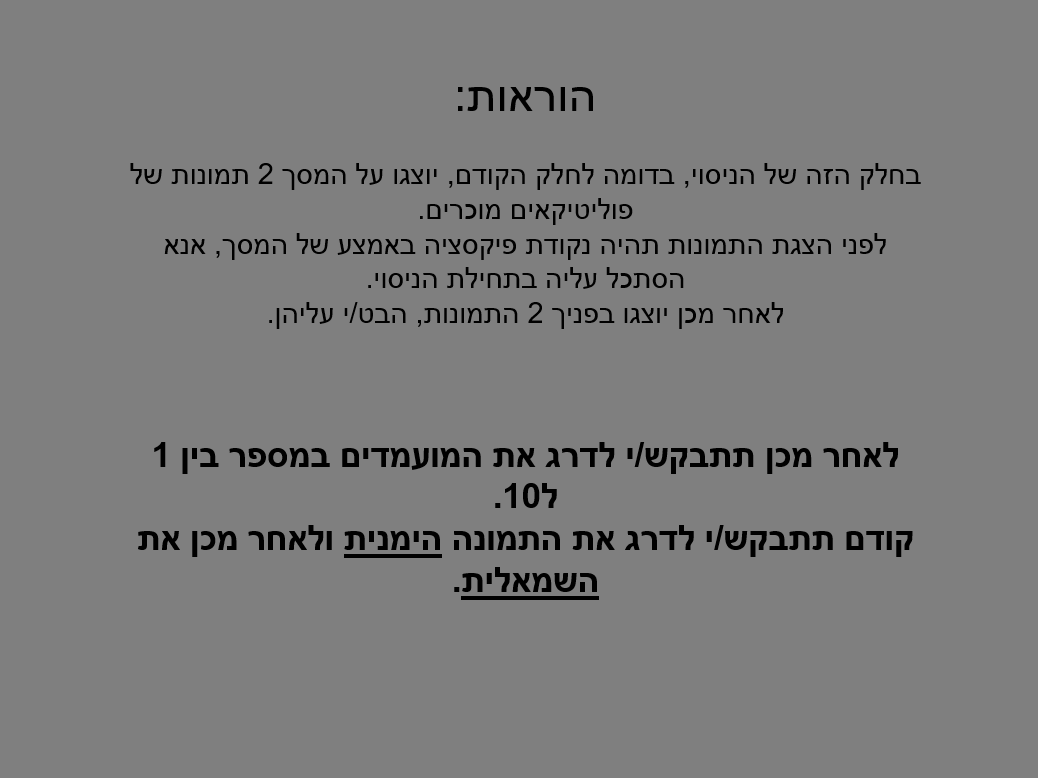 הוראות:
בחלק הזה של הניסוי, בדומה לחלק הקודם, יוצגו על המסך 2 תמונות של
פוליטיקאים מוכרים.
לפני הצגת התמונות תהיה נקודת פיקסציה באמצע של המסך, אנא
הסתכל עליה בתחילת הניסוי.
לאחר מכן יוצגו בפניך 2 התמונות, הבט/י עליהן.
לאחר מכן תתבקש/י לדרג את המועמדים במספר בין 1
ל10.
קודם תתבקש/י לדרג את התמונה הימנית ולאחר מכן את
השמאלית.